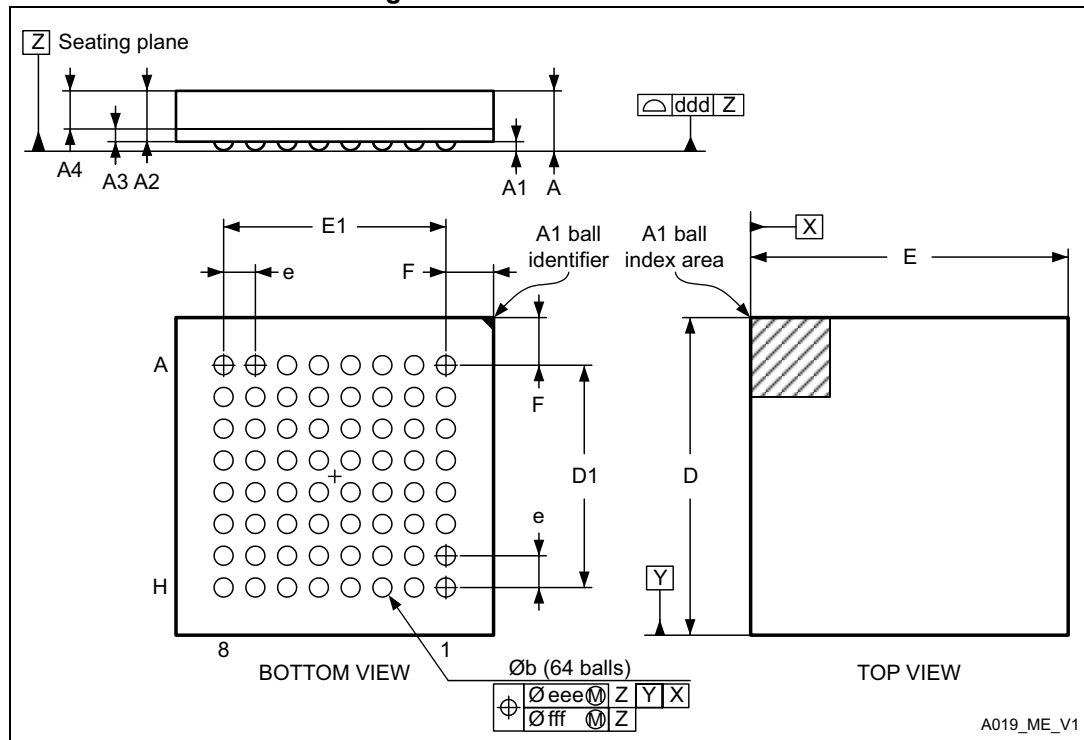 Z Seating plane
ddd Z
A4
A3 A2
A1 A
E1
A1 ball
identifier
A1 ball
index area
X
e
F
E
A
F
D1
D
e
H
Y
8
1
BOTTOM VIEW
Øb (64 balls)
TOP VIEW
Ø eee Ⓜ Z Y X
Ø fff Ⓜ Z
A019_ME_V1